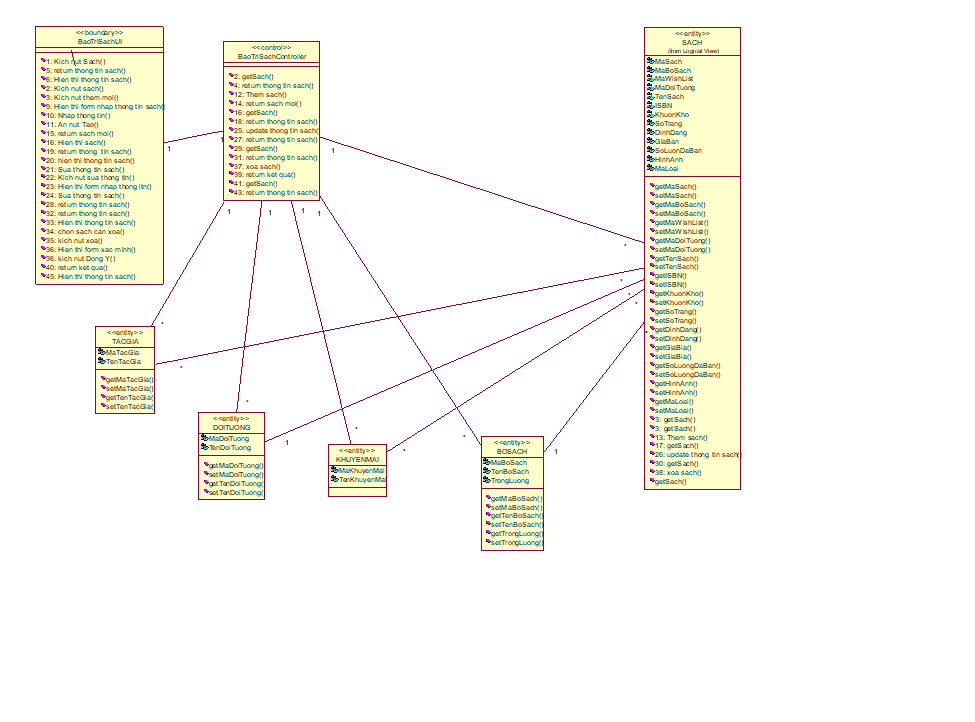 <<boundary>>
BaoTriSachUI
1: Kich nut Sach()
5: return thong tin sach()
6: Hien thi thong tin sach()
2: Kich nut sach()
3: Kich nut them moi()
9: Hien thi form nhap thong tin sach()
10: Nhap thong tin()
11: An nut Tao()
15: return sach moi()
16: Hien thi sach()
19: return thong tin sach()
20: hien thi thong tin sach()
21: Sua thong tin sach()
22: Kich nut sua thong tin()
23: Hien thi form nhap thong itn()
24: Sua thong tin sach()
28: return thong tin sach()
32: return thong tin sach()
33: Hien thi thong tin sach()
34: chon sach can xoa()
35: kich nut xoa()
36: Hien thi form xac minh()
36: kich nut Dong Y()
40: return ket qua()
45: Hien thi thong tin sach()
<<control>>
BaoTriSachController
2: getSach()
4: return thong tin sach()
12: Them sach()
14: return sach moi()
16: getSach()
18: return thong tin sach()
25: update thong tin sach()
27: return thong tin sach()
29: getSach()
31: return thong tin sach()
37: xoa sach()
39: return ket qua()
41: getSach()
43: return thong tin sach()
<<entity>>
SACH
(from Logical View)
MaSach
MaBoSach
MaWishList
MaDoiTuong
TenSach
ISBN
KhuonKho
SoTrang
DinhDang
GiaBan
SoLuonDaBan
HinhAnh
MaLoai
getMaSach()
setMaSach()
getMaBoSach()
setMaBoSach()
getMaWishList()
setMaWishList()
getMaDoiTuong()
setMaDoiTuong()
getTenSach()
setTenSach()
getISBN()
setISBN()
getKhuonKho()
setKhuonKho()
getSoTrang()
setSoTrang()
getDinhDang()
setDinhDang()
getGiaBia()
setGiaBia()
getSoLuongDaBan()
setSoLuongDaBan()
getHinhAnh()
setHinhAnh()
getMaLoai()
setMaLoai()
3: getSach()
3: getSach()
13: Them sach()
17: getSach()
26: update thong tin sach()
30: getSach()
38: xoa sach()
getSach()
1
1
1
1
1
1
1
*
*
*
*
*
*
<<entity>>
TACGIA
MaTacGia
TenTacGia
getMaTacGia()
setMaTacGia()
getTenTacGia()
setTenTacGia()
*
*
<<entity>>
DOITUONG
MaDoiTuong
TenDoiTuong
getMaDoiTuong()
setMaDoiTuong()
getTenDoiTuong()
setTenDoiTuong()
*
1
<<entity>>
KHUYENMAI
MaKhuyenMai
TenKhuyenMai
*
*
<<entity>>
BOSACH
MaBoSach
TenBoSach
TrongLuong
getMaBoSach()
setMaBoSach()
getTenBoSach()
setTenBoSach()
getTrongLuong()
setTrongLuong()
1